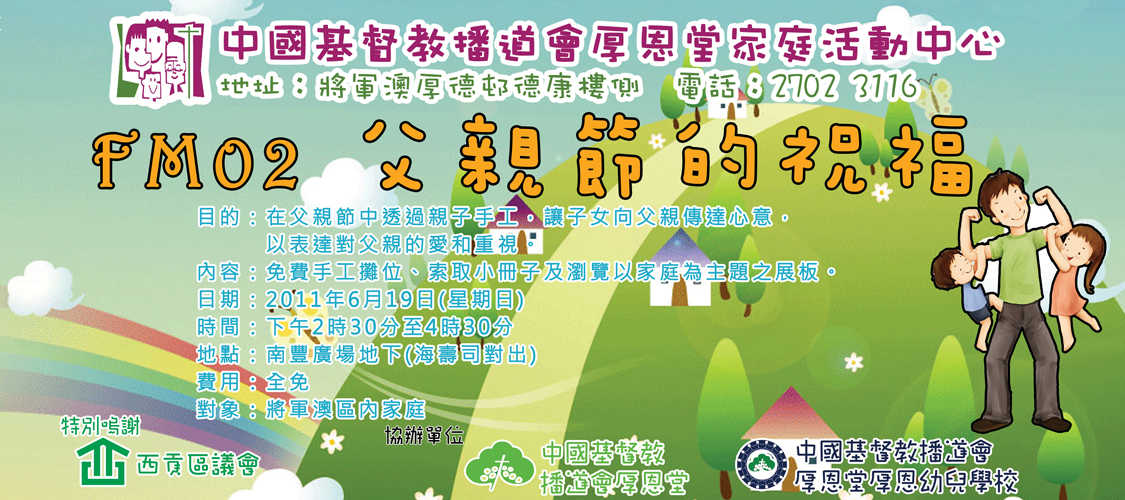 中國基督教播道會厚恩堂家庭活動中心
地址：將軍澳厚德邨德康樓側　電話：2702 3116
FM02 父親節的祝福
目的：在父親節中透過親子手工，讓子女向父親傳達心意，
以表達對父親的愛和重視。
內容：免費手工攤位、索取小冊子及瀏覽以家庭為主題之展板。
日期：2011年6月19日(星期日)
時間：下午2時30分至4時30分
地點：南豐廣場地下(海壽司對出)
費用：全免
對象：將軍澳區內家庭
特別鳴謝
西貢區議會
協辦單位
中國基督教
播道會厚恩堂
中國基督教播道會
厚恩堂厚恩幼兒學校